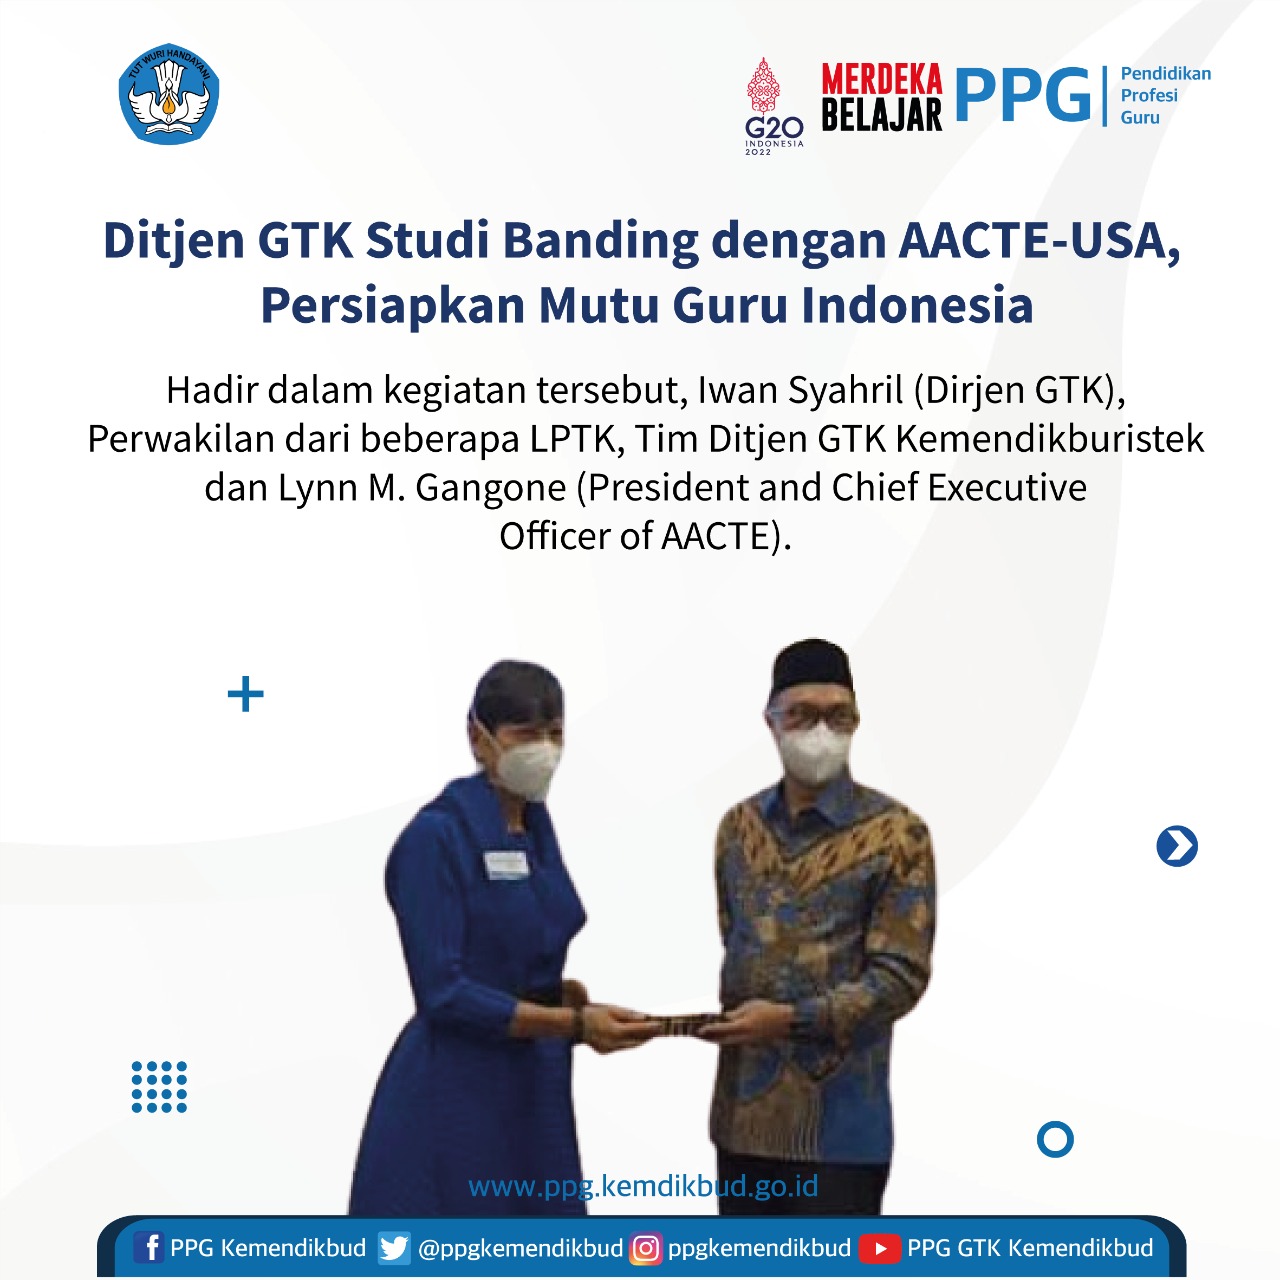 TUT WURI HANDAYANI
G20
INDONESIA
2022
MERDEKA
BELAJAR
PPG
Pendidikan
Profesi
Guru
Ditjen GTK Studi Banding dengan AACTE-USA,
Persiapkan Mutu Guru Indonesia
Hadir dalam kegiatan tersebut, Iwan Syahril (Dirjen GTK),
Perwakilan dari beberapa LPTK, Tim Ditjen GTK Kemendikburistek
dan Lynn M. Gangone (President and Chief Executive
Officer of AACTE).
www.ppg.kemdikbud.go.id
PPG Kemendikbud @ppgkemendikbud ppgkemendikbud PPG GTK Kemendikbud